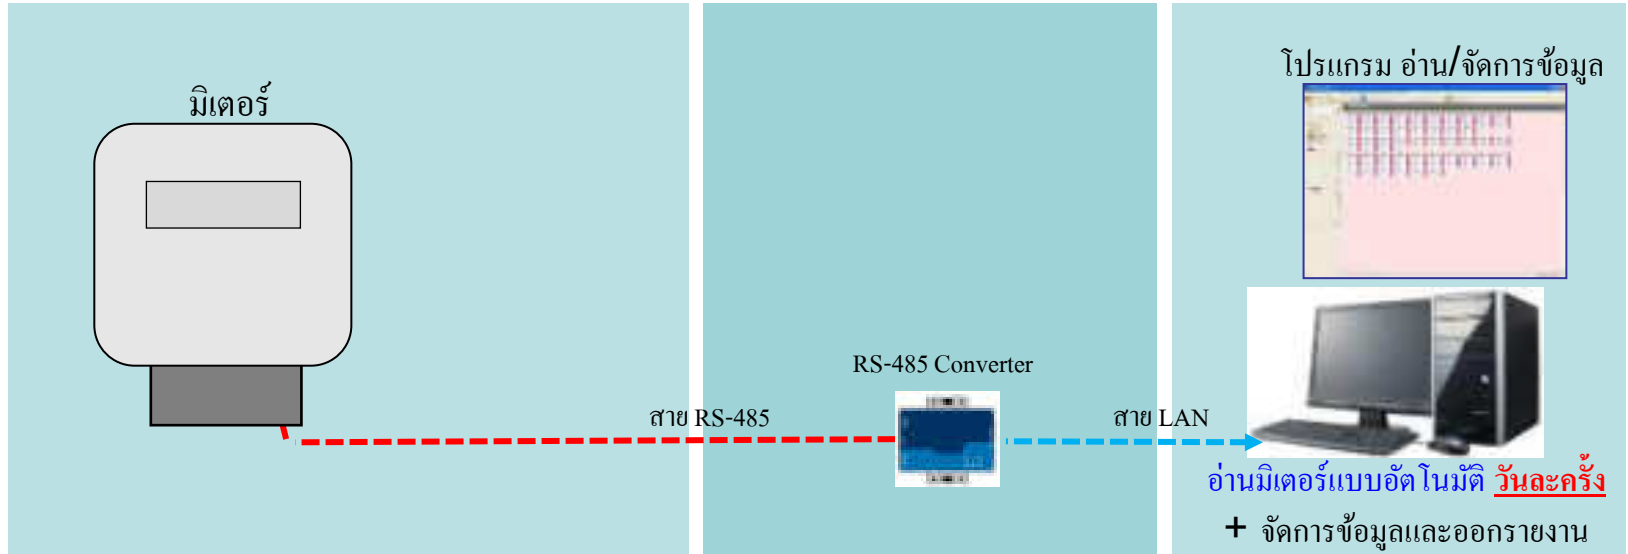 มิเตอร์
สาย RS-485
RS-485 Converter
สาย LAN
โปรแกรม อ่าน/จัดการข้อมูล
อ่านมิเตอร์แบบอัตโนมัติ วันละครั้ง
+ จัดการข้อมูลและออกรายงาน